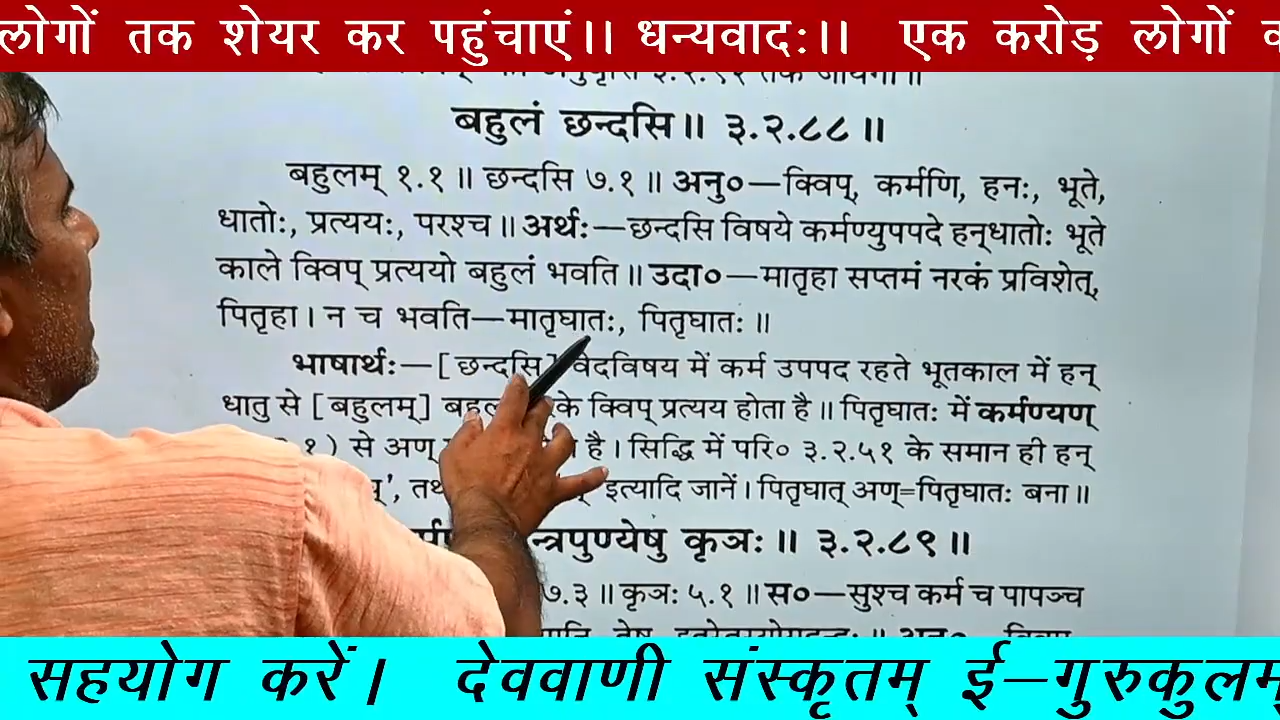 लोगों तक शेयर कर पहुंचाएं।। धन्यवादः।। एक करोड़ लोगों
बहुलं छन्दसि॥ ३.२.८८॥
बहुलम् १.१॥ छन्दसि ७.१॥ अनु०—क्विप्, कर्मणि, हनः, भूते,
धातोः, प्रत्ययः, परश्च॥ अर्थः—छन्दसि विषये कर्मण्युपपदे हन्धातोः भूते
काले क्विप् प्रत्ययो बहुलं भवति॥ उदा०—मातृहा सप्तमं नरकं प्रविशेत्,
पितृहा। न च भवति—मातृघातः, पितृघातः॥
भाषार्थः—[छन्दसि] वेदविषय में कर्म उपपद रहते भूतकाल में हन्
धातु से [बहुलम्] के क्विप् प्रत्यय होता है॥ पितृघातः में कर्मण्यण्
१) से अण् है। सिद्धि में परि० ३.२.५१ के समान ही हन्
इत्यादि जानें। पितृघात् अण्=पितृघातः बना॥
न्त्रपुण्येषु कृञः॥ ३.२.८९॥
७.३॥ कृञः ५.१॥ स०—सुश्च कर्म च पापञ्च
सहयोग करें। देववाणी संस्कृतम् ई-गुरुकुलम्